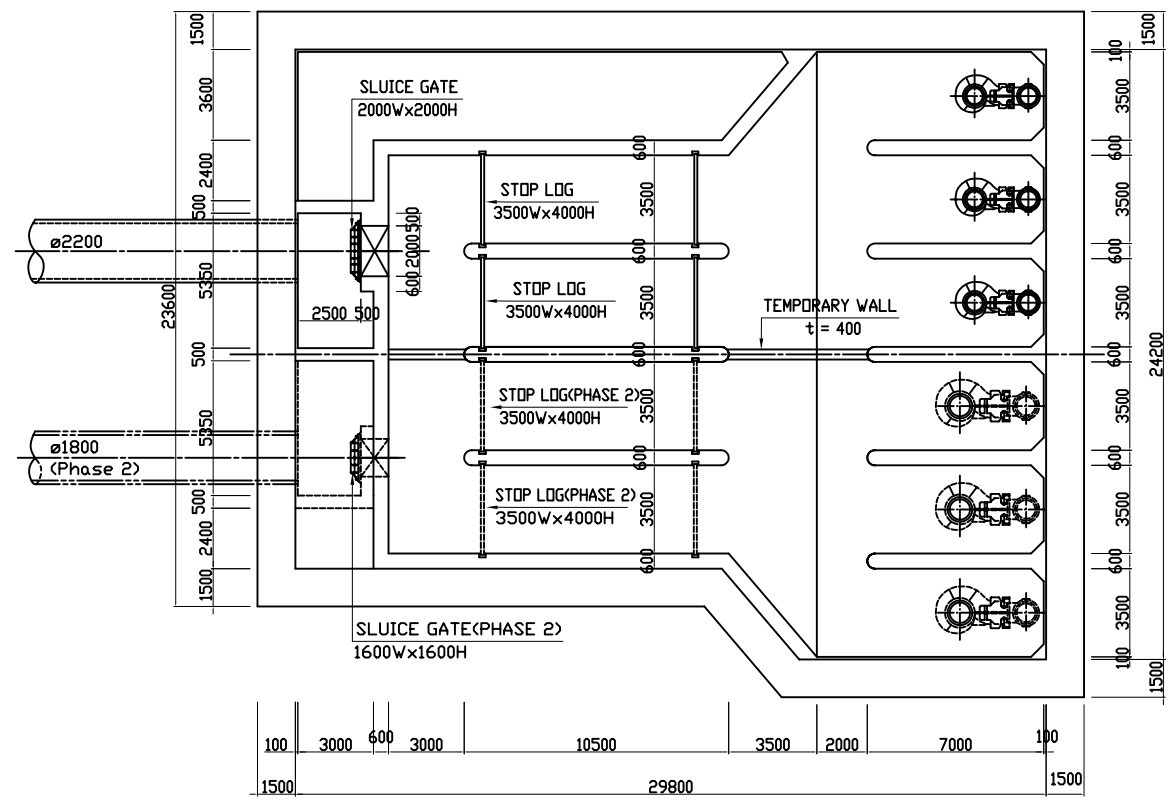 1500
3600
2400
500
5350
500
5350
500
2400
1500
23600
SLUICE GATE
2000Wx2000H
ø2200
2500 500
500
2000
600
STOP LOG
3500Wx4000H
STOP LOG
3500Wx4000H
STOP LOG(PHASE 2)
3500Wx4000H
STOP LOG(PHASE 2)
3500Wx4000H
600
3500
600
3500
600
3500
600
3500
600
TEMPORARY WALL
t = 400
ø1800
(Phase 2)
SLUICE GATE(PHASE 2)
1600Wx1600H
1500
100
3500
600
3500
600
3500
600
3500
600
3500
600
3500
100
1500
24200
100 3000 600 3000 10500 3500 2000 7000 100
1500 29800 1500